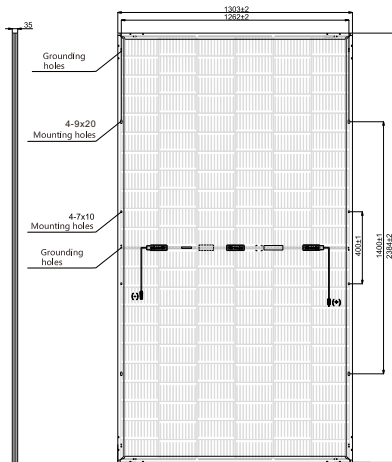 1303±2
1262±2
35
Grounding
holes
4-9x20
Mounting holes
4-7x10
Mounting holes
Grounding
holes
400±1
1400±1
2384±2
(-)
(+)